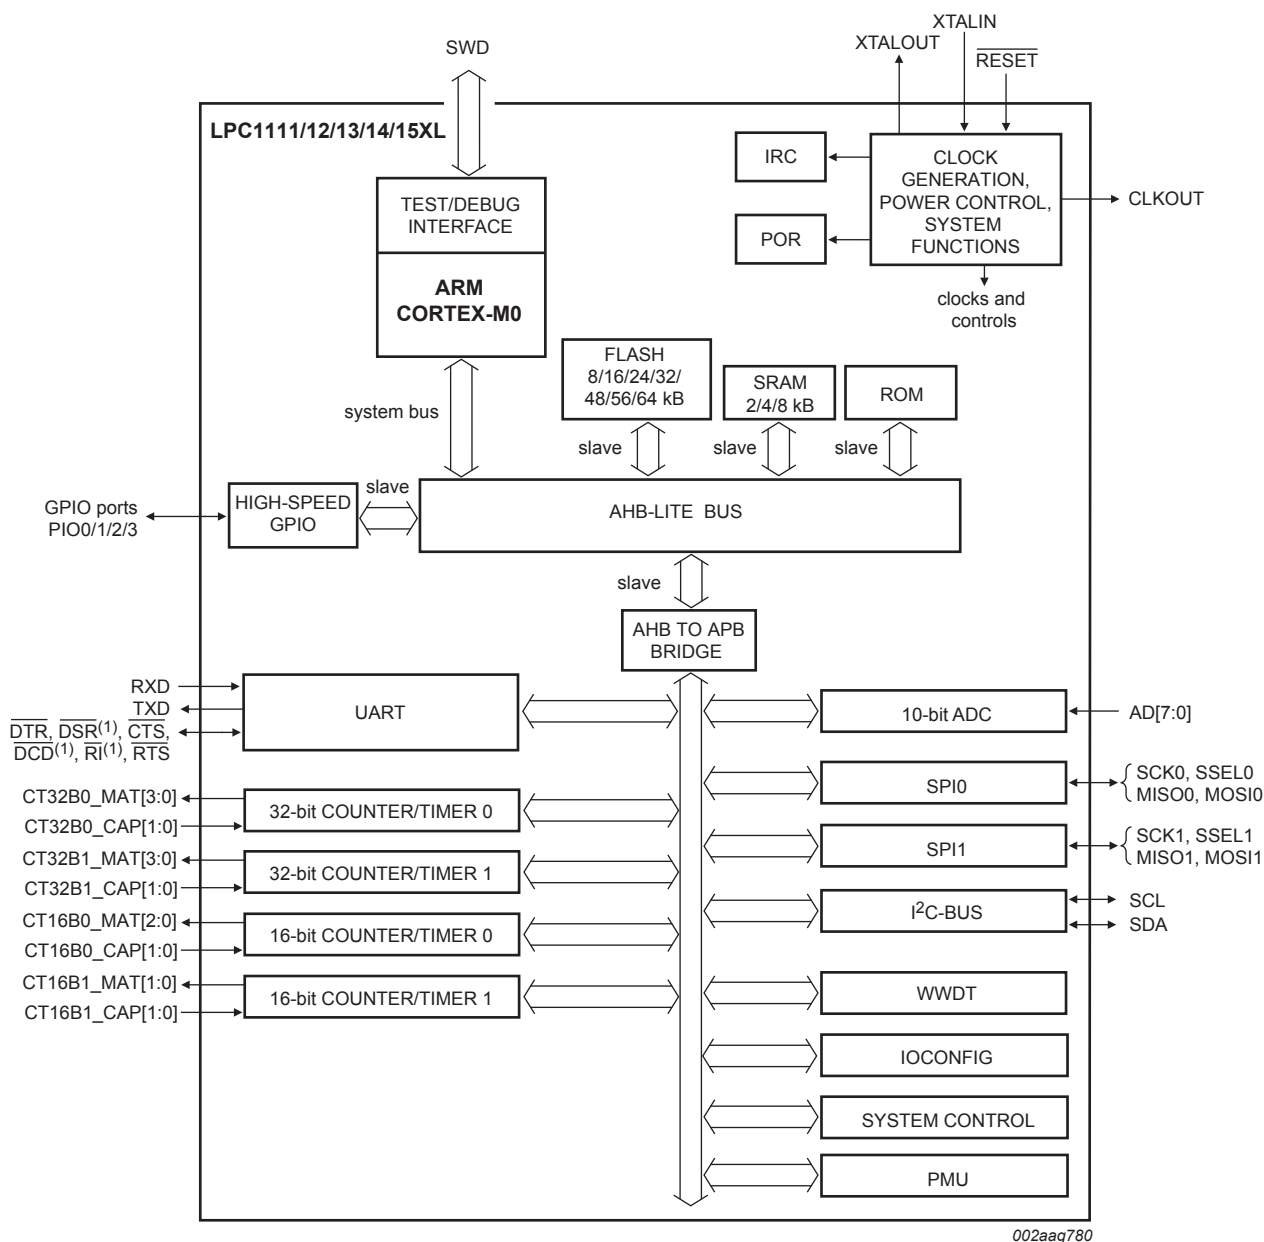 XTALIN
XTALOUT
SWD
RESET
LPC1111/12/13/14/15XL
IRC
CLOCK
GENERATION,
POWER CONTROL,
SYSTEM
FUNCTIONS
CLKOUT
TEST/DEBUG
INTERFACE
POR
ARM
CORTEX-M0
clocks and
controls
FLASH
8/16/24/32/
48/56/64 kB
SRAM
2/4/8 kB
ROM
system bus
slave
slave
slave
slave
GPIO ports
PIO0/1/2/3
HIGH-SPEED
GPIO
AHB-LITE BUS
slave
AHB TO APB
BRIDGE
RXD
TXD
DTR, DSR(1), CTS,
DCD(1), RI(1), RTS
UART
10-bit ADC
AD[7:0]
CT32B0_MAT[3:0]
CT32B0_CAP[1:0]
32-bit COUNTER/TIMER 0
SPI0
SCK0, SSEL0
MISO0, MOSI0
CT32B1_MAT[3:0]
CT32B1_CAP[1:0]
32-bit COUNTER/TIMER 1
SPI1
SCK1, SSEL1
MISO1, MOSI1
CT16B0_MAT[2:0]
CT16B0_CAP[1:0]
16-bit COUNTER/TIMER 0
I²C-BUS
SCL
SDA
CT16B1_MAT[1:0]
CT16B1_CAP[1:0]
16-bit COUNTER/TIMER 1
WWDT
IOCONFIG
SYSTEM CONTROL
PMU
002aag780